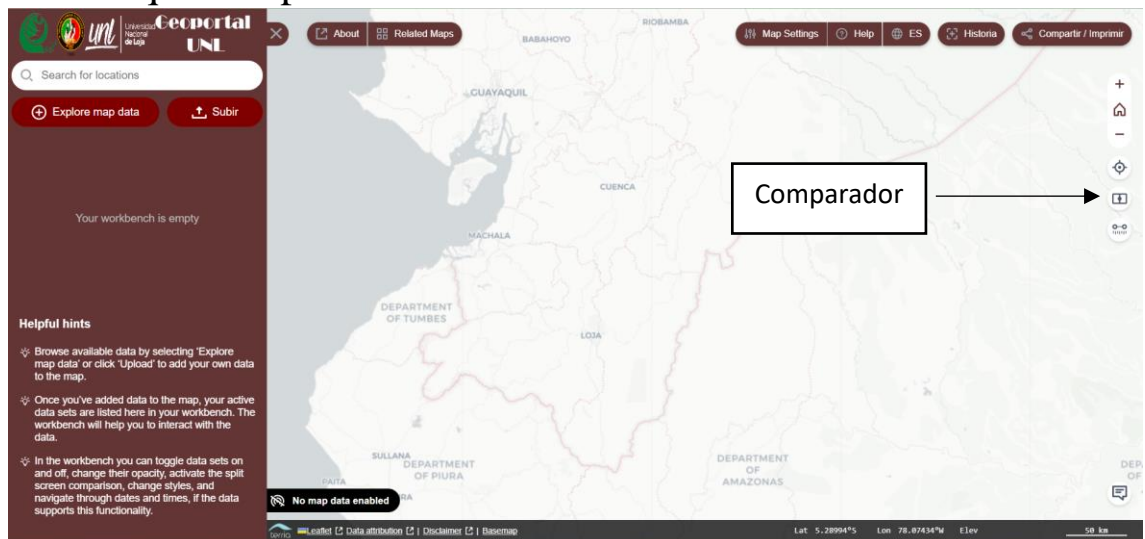 unl
Universidad
Nacional
de Loja
Geoportal
UNL
About
Related Maps
Map Settings
Help
ES
Historia
Compartir / Imprimir
Search for locations
Explore map data
Subir
Your workbench is empty
Helpful hints
Browse available data by selecting 'Explore
map data' or click 'Upload' to add your own data
to the map.
Once you've added data to the map, your active
data sets are listed here in your workbench. The
workbench will help you to interact with the
data.
In the workbench you can toggle data sets on
and off, change their opacity, activate the split
screen comparison, change styles, and
navigate through dates and times, if the data
supports this functionality.
RIOBAMBA
BABAHOYO
GUAYAQUIL
CUENCA
Comparador
MACHALA
DEPARTMENT
OF TUMBES
LOJA
SULLANA
DEPARTMENT
OF PIURA
PAITA
DEPARTMENT
OF
AMAZONAS
No map data enabled
terria
Leaflet
Data attribution
| Disclaimer
| Basemap
Lat 5.28994°S Lon 78.07434°W Elev
50 km